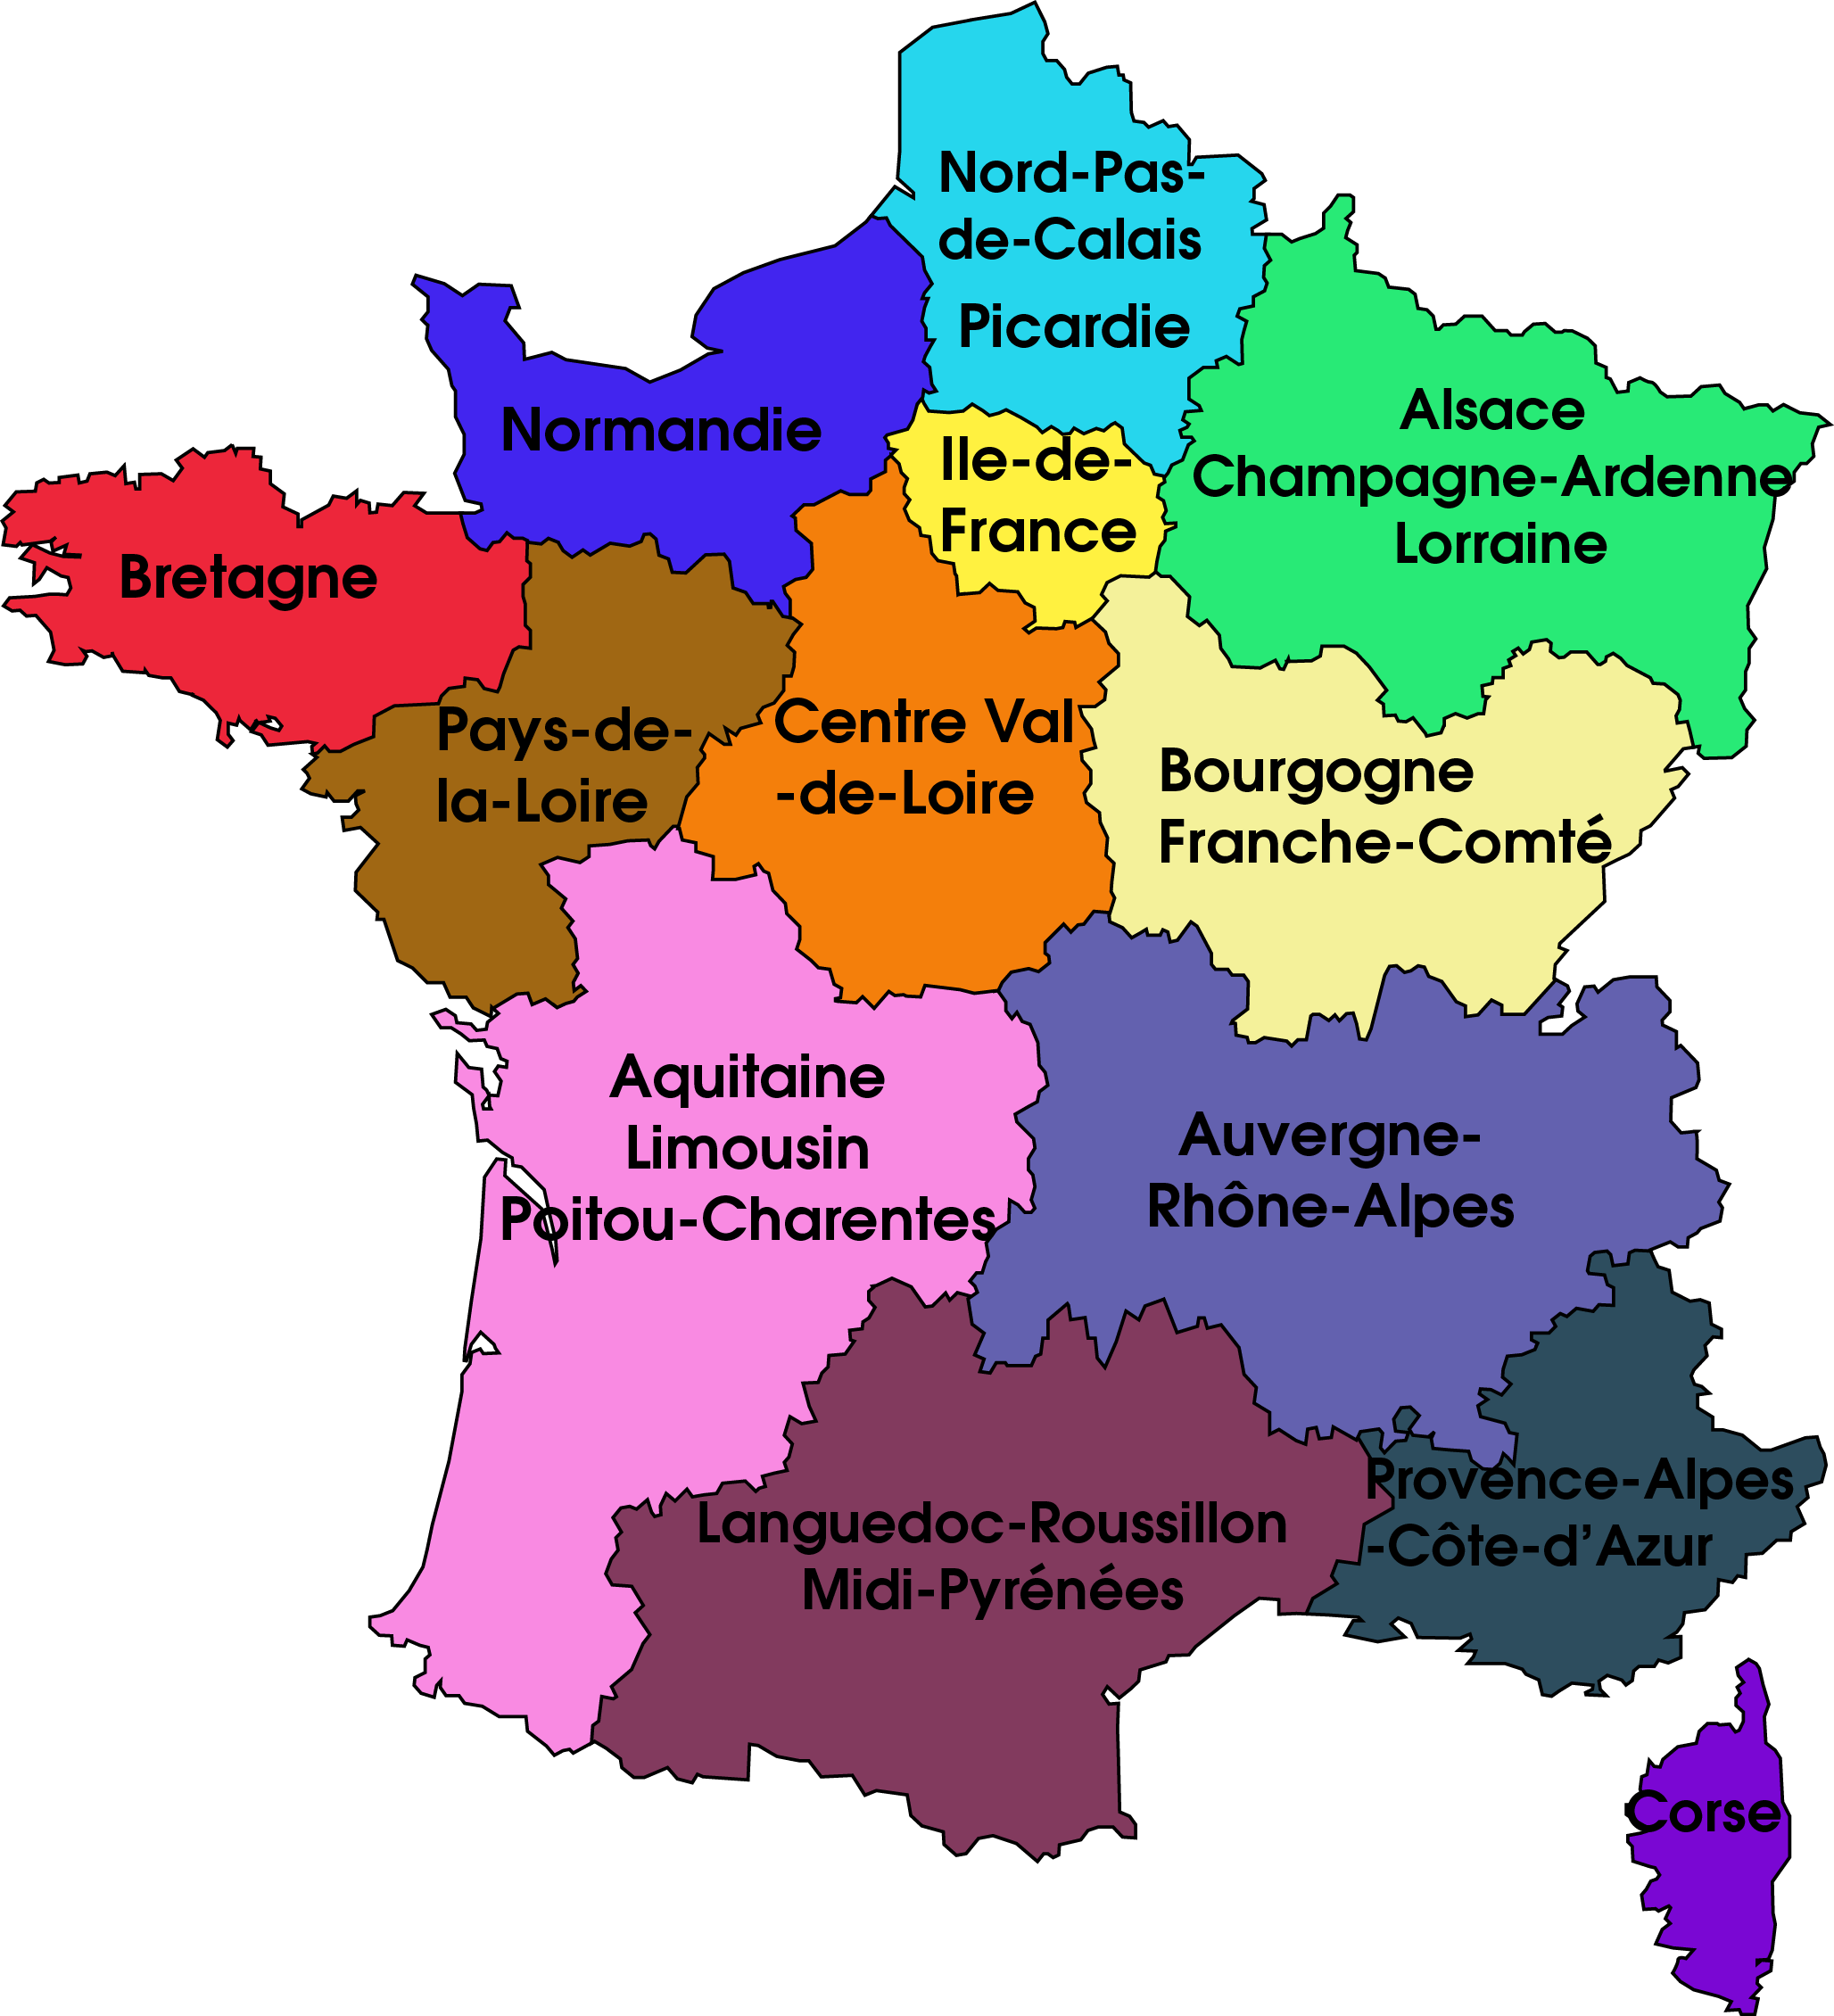 Nord-Pas-
de-Calais
Picardie
Normandie
Alsace
Champagne-Ardenne
Lorraine
Ile-de-
France
Bretagne
Pays-de-
la-Loire
Centre Val
-de-Loire
Bourgogne
Franche-Comté
Aquitaine
Limousin
Poitou-Charentes
Auvergne-
Rhône-Alpes
Languedoc-Roussillon
Midi-Pyrénées
Provence-Alpes
-Côte-d'Azur
Corse